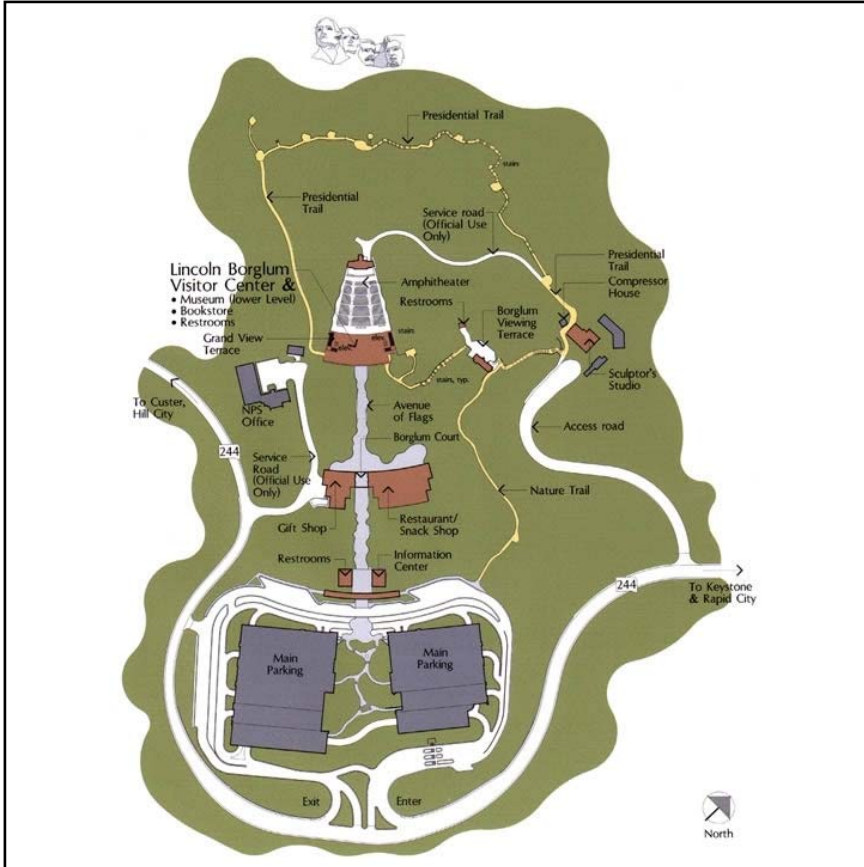 Presidential Trail
stairs
Presidential
Trail
Service road
(Official Use
Only)
Presidential
Trail
Lincoln Borglum
Visitor Center &
• Museum (lower Level)
• Bookstore
• Restrooms
Amphitheater
Compressor
House
Restrooms
Borglum
Viewing
Terrace
Grand View
Terrace
elev.
elev.
stairs
stairs, typ.
Sculptor's
Studio
To Custer,
Hill City
NPS
Office
Avenue
of Flags
Access road
244
Borglum Court
Service
Road
(Official Use
Only)
Nature Trail
Gift Shop
Restaurant/
Snack Shop
Restrooms
Information
Center
244
To Keystone
& Rapid City
Main
Parking
Main
Parking
Exit
Enter
North